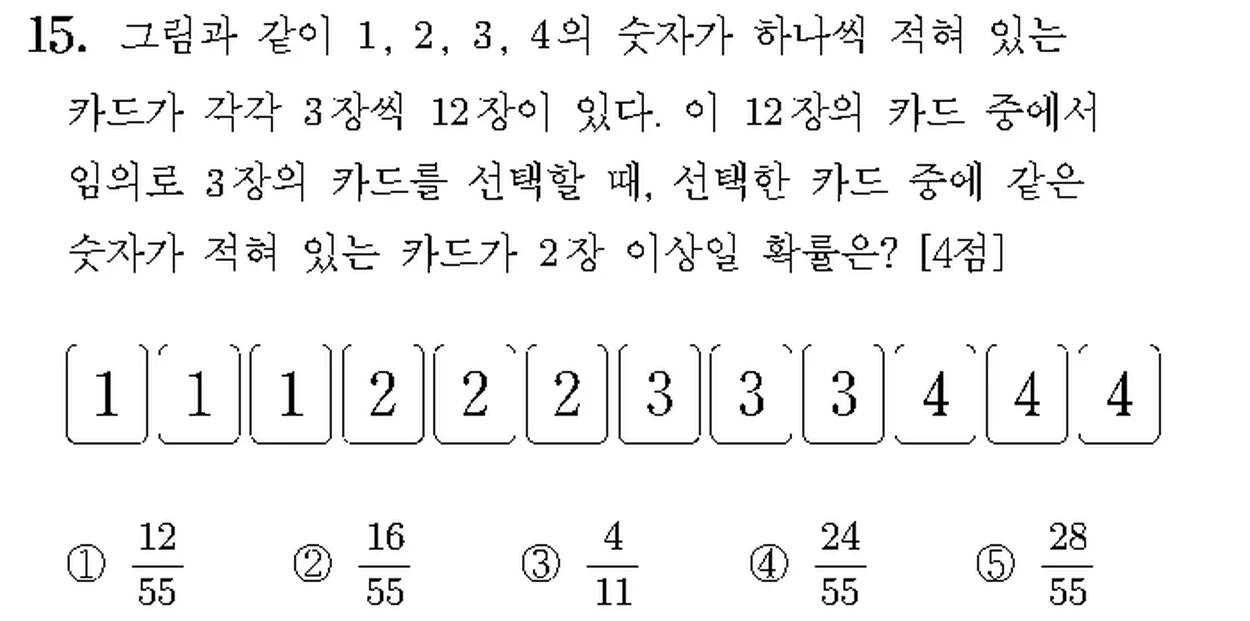 15. 그림과 같이 1, 2, 3, 4의 숫자가 하나씩 적혀 있는
카드가 각각 3장씩 12장이 있다. 이 12장의 카드 중에서
임의로 3장의 카드를 선택할 때, 선택한 카드 중에 같은
숫자가 적혀 있는 카드가 2장 이상일 확률은? [4점]
1 1 1 2 2 2 3 3 3 4 4 4
① 12/55 ② 16/55 ③ 4/11 ④ 24/55 ⑤ 28/55